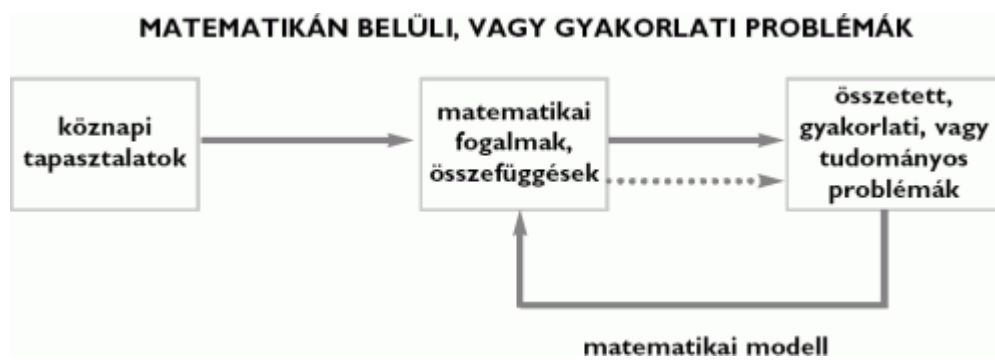 MATEMATIKÁN BELÜLI, VAGY GYAKORLATI PROBLÉMÁK
köznapi
tapasztalatok
matematikai
fogalmak,
összefüggések
összetett,
gyakorlati, vagy
tudományos
problémák
matematikai modell